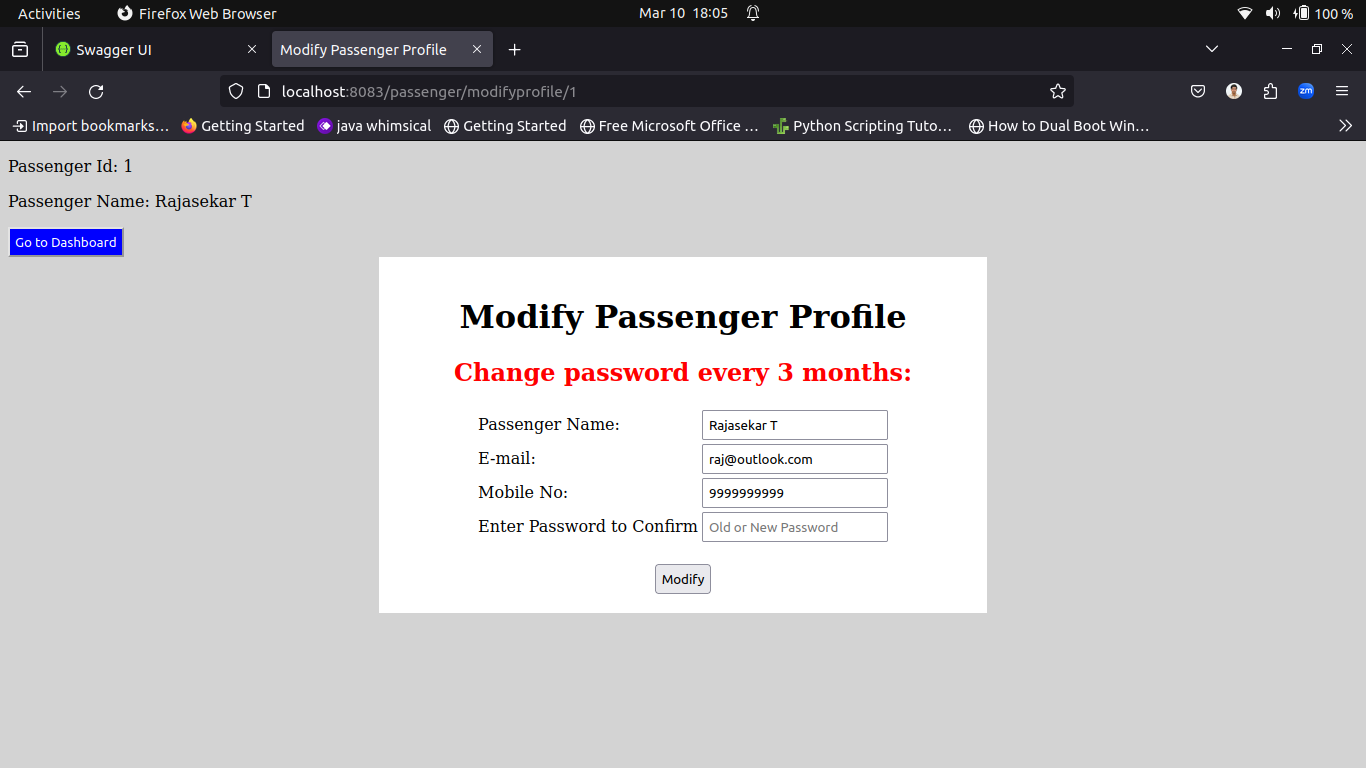 Activities Firefox Web Browser Mar 10 18:05 100 %
Swagger UI Modify Passenger Profile
localhost:8083/passenger/modifyprofile/1 zm
Import bookmarks... Getting Started java whimsical Getting Started Free Microsoft Office ... Python Scripting Tuto... How to Dual Boot Win...
Passenger Id: 1
Passenger Name: Rajasekar T
Go to Dashboard
Modify Passenger Profile
Change password every 3 months:
Passenger Name: Rajasekar T
E-mail: raj@outlook.com
Mobile No: 9999999999
Enter Password to Confirm Old or New Password
Modify